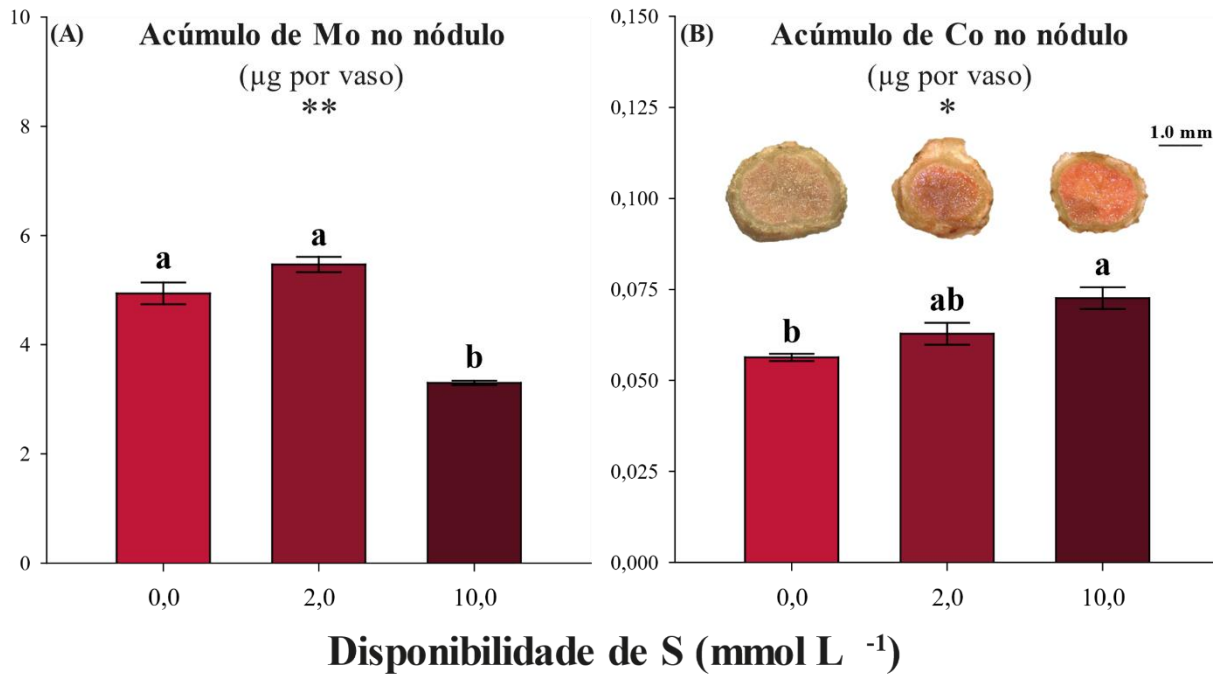 (A) Acúmulo de Mo no nódulo
(µg por vaso)
**
10
8
6
4
2
0
a
a
b
0,0
2,0
10,0
(B) Acúmulo de Co no nódulo
(µg por vaso)
*
1.0 mm
0,150
0,125
0,100
0,075
0,050
0,025
0,000
b
ab
a
0,0
2,0
10,0
Disponibilidade de S (mmol L ⁻¹)